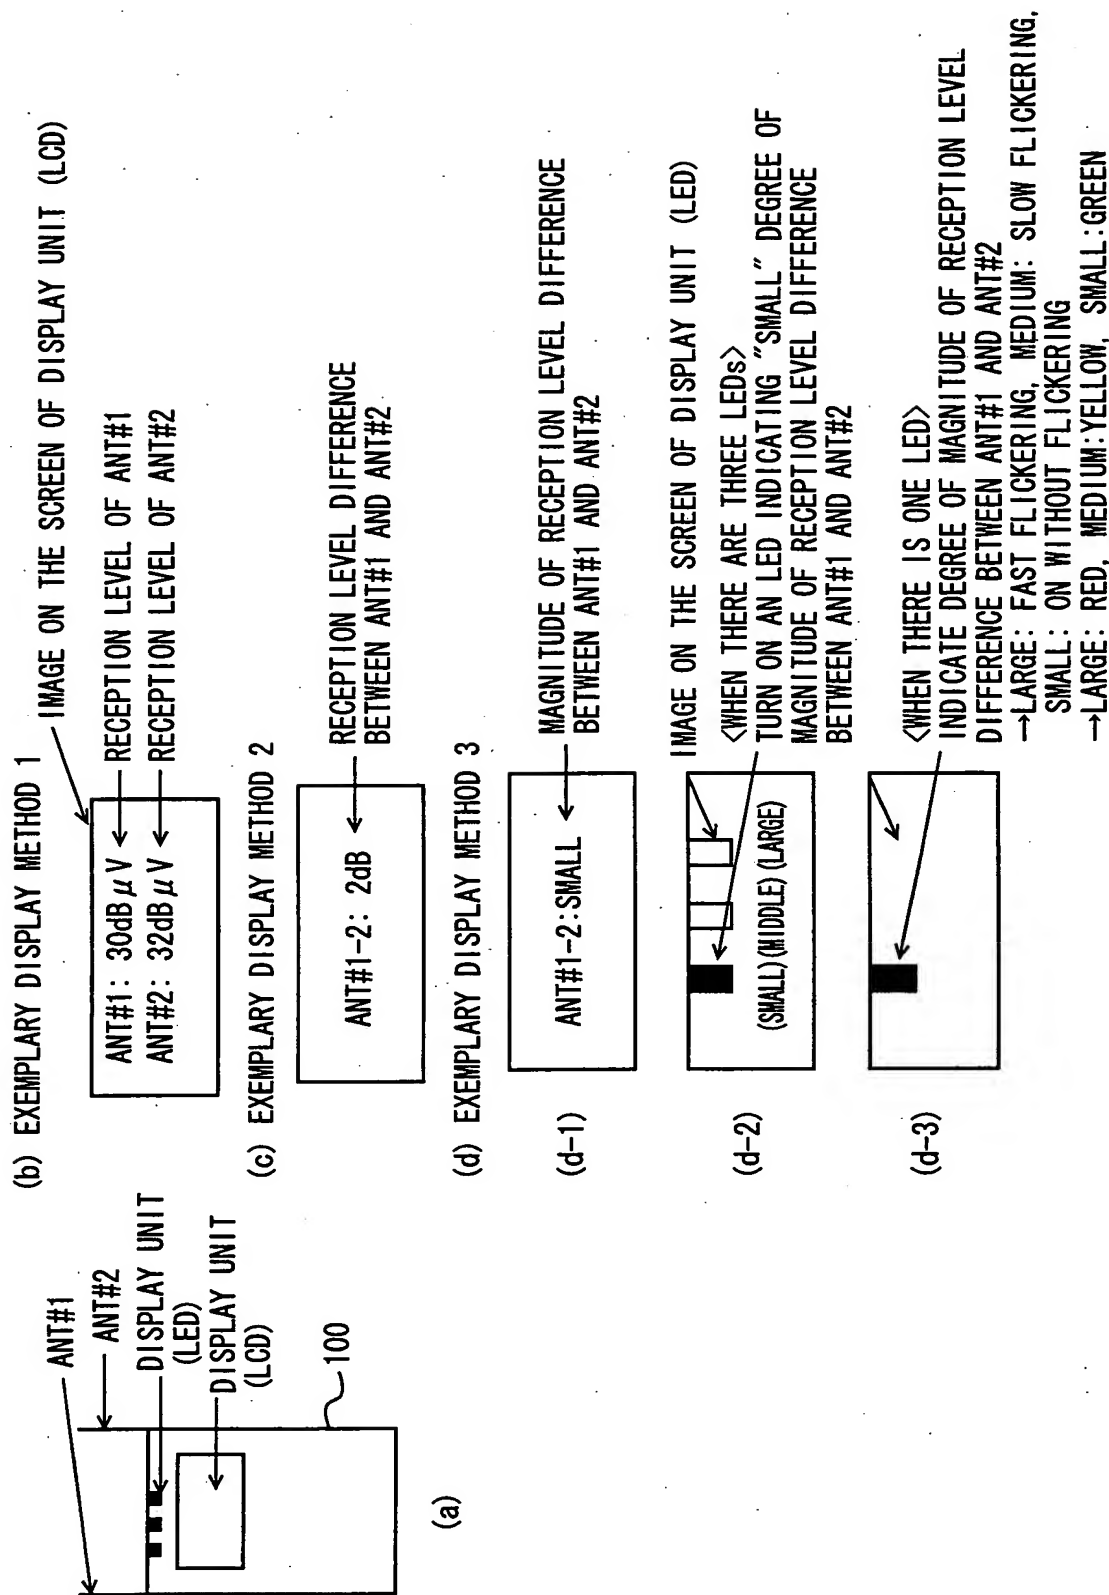 ANT#1
ANT#2
DISPLAY UNIT
(LED)
DISPLAY UNIT
(LCD)
100
(a)
(b) EXEMPLARY DISPLAY METHOD 1
IMAGE ON THE SCREEN OF DISPLAY UNIT (LCD)
ANT#1: 30dBμV
RECEPTION LEVEL OF ANT#1
ANT#2: 32dBμV
RECEPTION LEVEL OF ANT#2
(c) EXEMPLARY DISPLAY METHOD 2
ANT#1-2: 2dB
RECEPTION LEVEL DIFFERENCE
BETWEEN ANT#1 AND ANT#2
(d) EXEMPLARY DISPLAY METHOD 3
(d-1)
ANT#1-2:SMALL
MAGNITUDE OF RECEPTION LEVEL DIFFERENCE
BETWEEN ANT#1 AND ANT#2
(d-2)
(SMALL)(MIDDLE)(LARGE)
IMAGE ON THE SCREEN OF DISPLAY UNIT (LED)
<WHEN THERE ARE THREE LEDs>
TURN ON AN LED INDICATING "SMALL" DEGREE OF
MAGNITUDE OF RECEPTION LEVEL DIFFERENCE
BETWEEN ANT#1 AND ANT#2
(d-3)
<WHEN THERE IS ONE LED>
INDICATE DEGREE OF MAGNITUDE OF RECEPTION LEVEL
DIFFERENCE BETWEEN ANT#1 AND ANT#2
→LARGE: FAST FLICKERING, MEDIUM: SLOW FLICKERING,
SMALL: ON WITHOUT FLICKERING
→LARGE: RED, MEDIUM:YELLOW, SMALL:GREEN